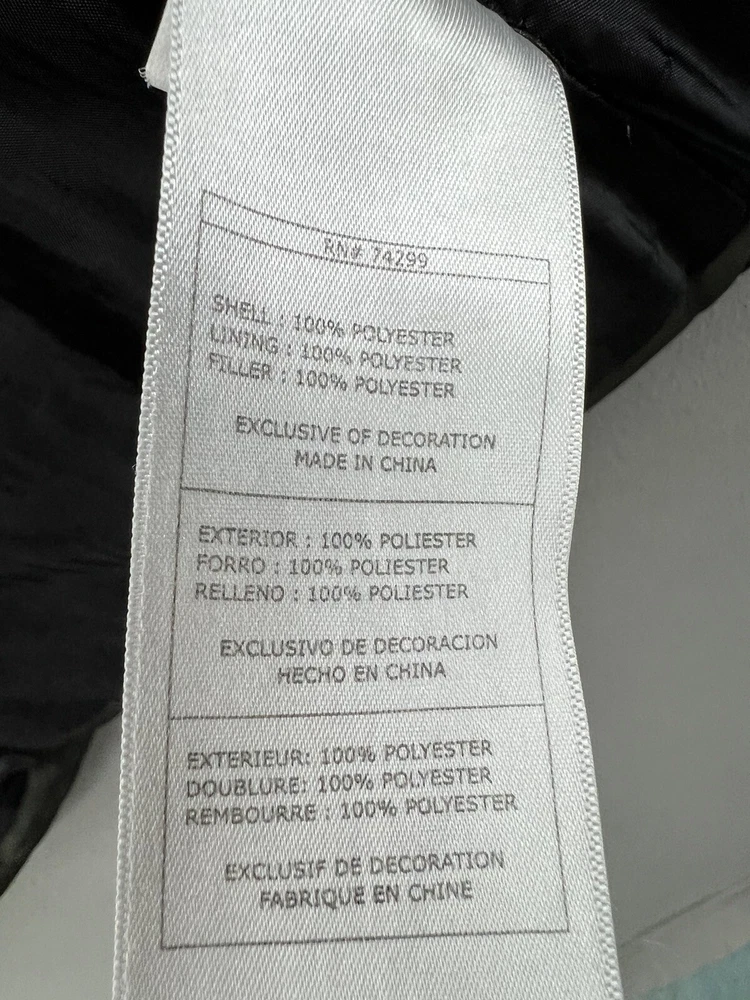 RN# 74299
SHELL : 100% POLYESTER
LINING : 100% POLYESTER
FILLER : 100% POLYESTER
EXCLUSIVE OF DECORATION
MADE IN CHINA
EXTERIOR : 100% POLIESTER
FORRO : 100% POLIESTER
RELLENO : 100% POLIESTER
EXCLUSIVO DE DECORACION
HECHO EN CHINA
EXTERIEUR: 100% POLYESTER
DOUBLURE: 100% POLYESTER
REMBOURRE : 100% POLYESTER
EXCLUSIF DE DECORATION
FABRIQUE EN CHINE